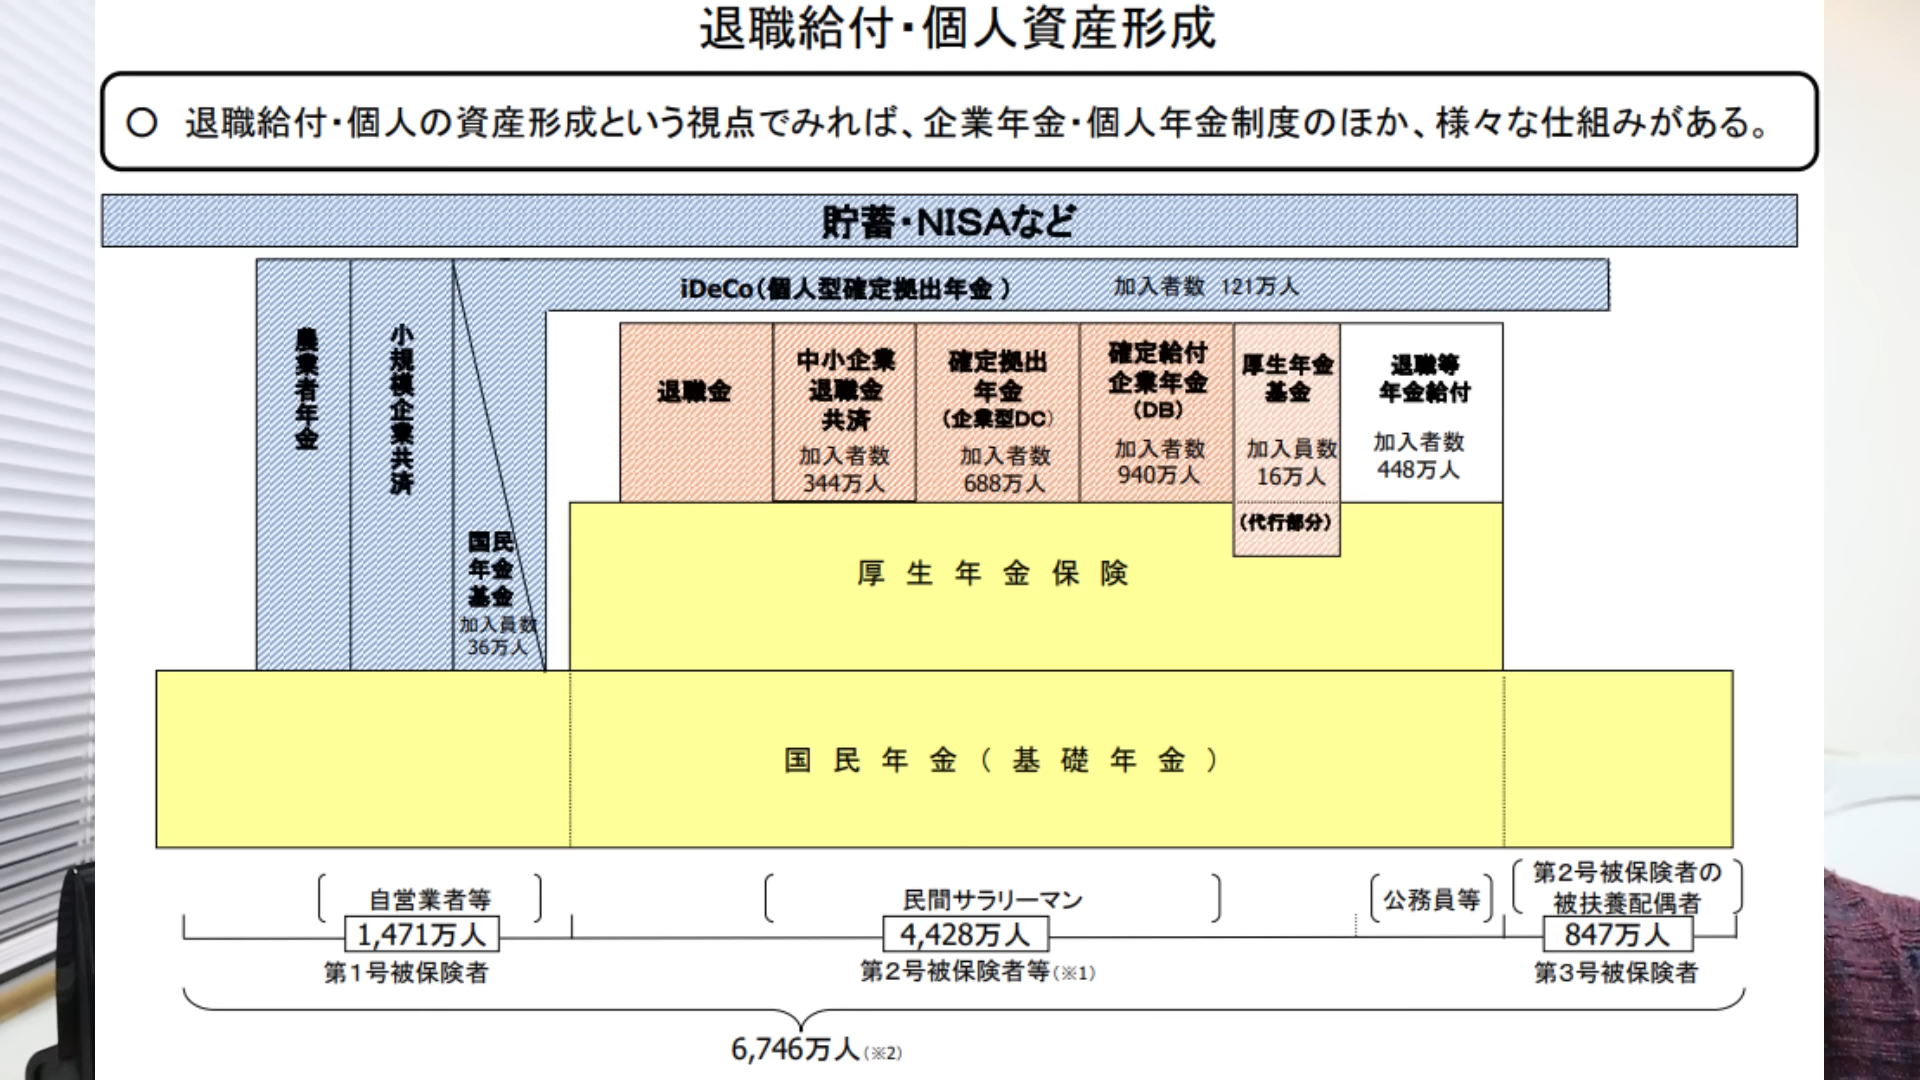 退職給付・個人資産形成
○ 退職給付・個人の資産形成という視点でみれば、企業年金・個人年金制度のほか、様々な仕組みがある。
貯蓄・NISAなど
iDeCo（個人型確定拠出年金）　加入者数 121万人
農業者年金
小規模企業共済
国民
年金
基金
加入員数
36万人
退職金
中小企業
退職金
共済
加入者数
344万人
確定拠出
年金
（企業型DC）
加入者数
688万人
確定給付
企業年金
（DB）
加入者数
940万人
厚生年金
基金
加入員数
16万人
（代行部分）
退職等
年金給付
加入者数
448万人
厚生年金保険
国民年金（基礎年金）
自営業者等
1,471万人
第1号被保険者
民間サラリーマン
4,428万人
第2号被保険者等(※1)
公務員等
第2号被保険者の
被扶養配偶者
847万人
第3号被保険者
6,746万人(※2)